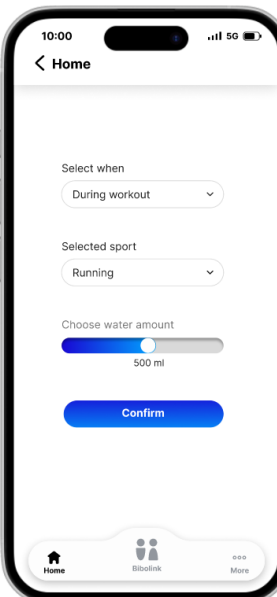 10:00 5G
Home
Select when
During workout
Selected sport
Running
Choose water amount
500 ml
Confirm
Home Bibolink More